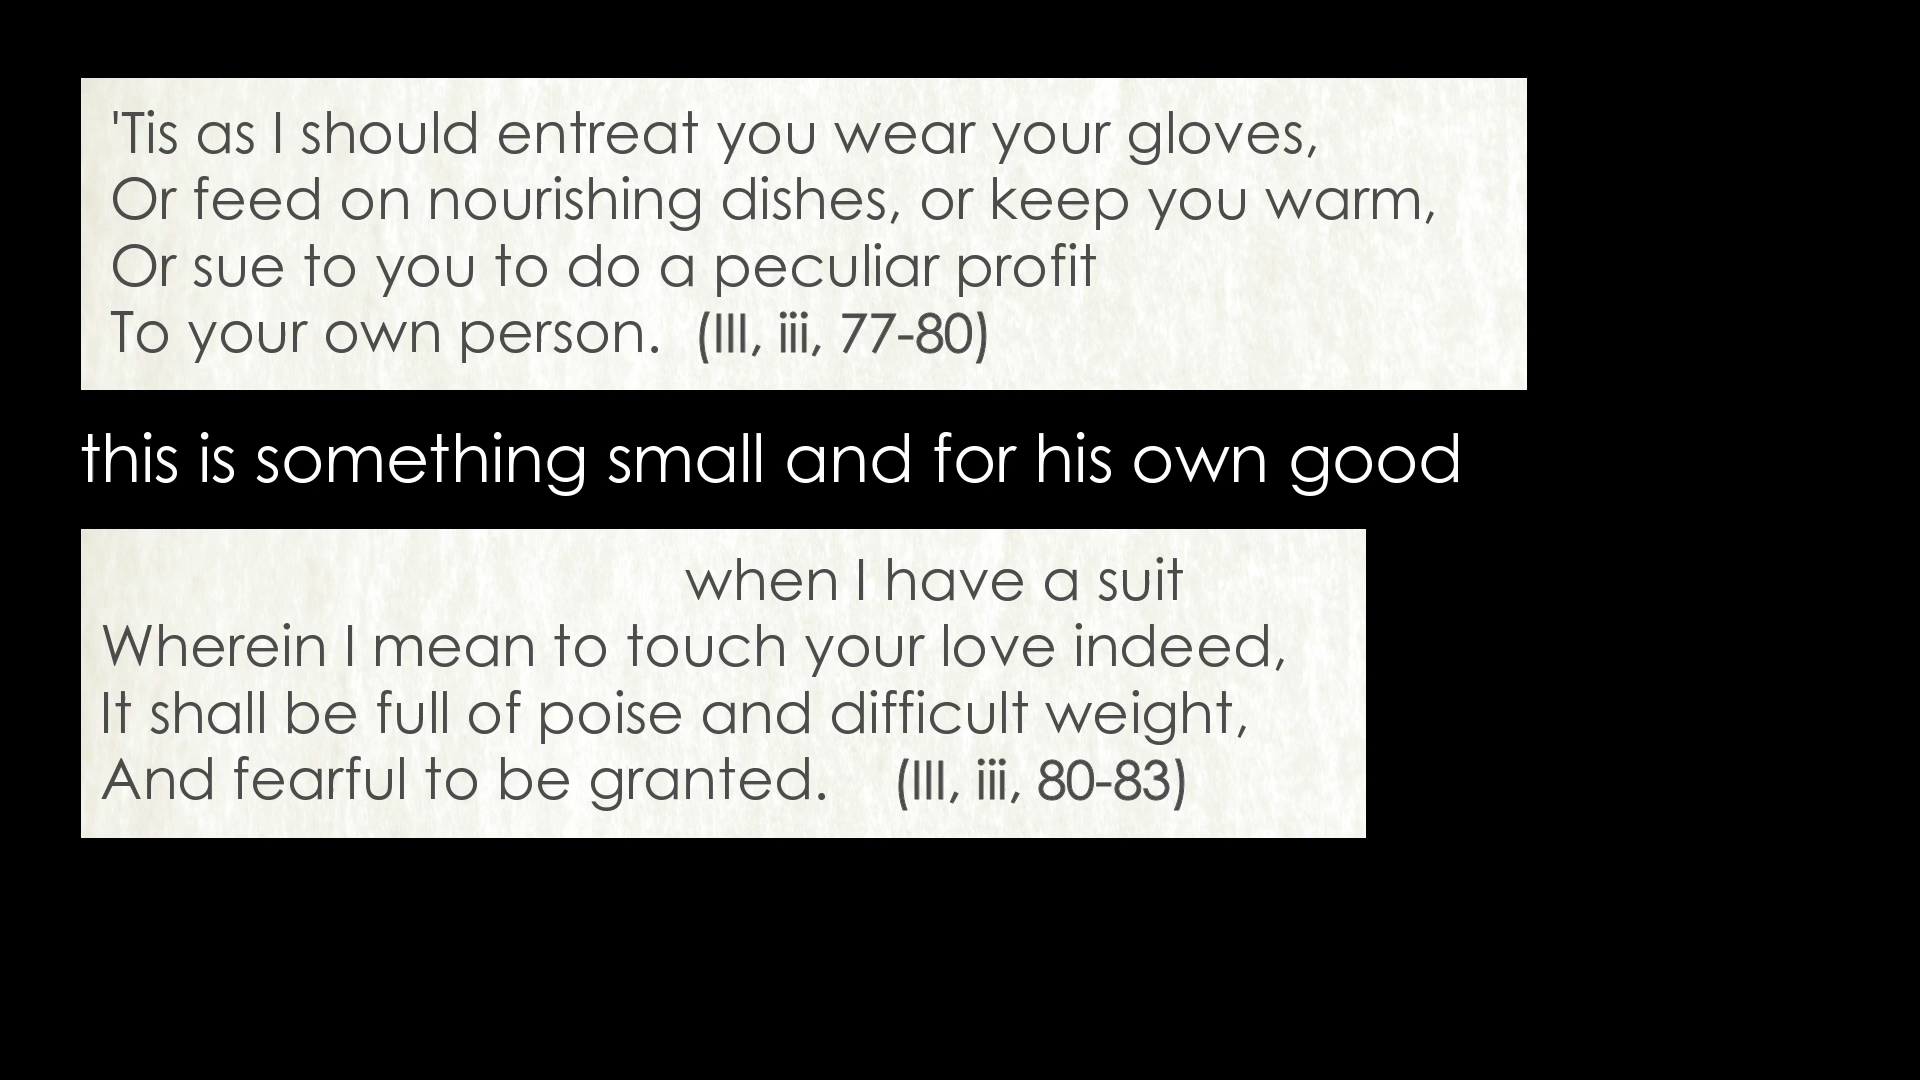 'Tis as I should entreat you wear your gloves,
Or feed on nourishing dishes, or keep you warm,
Or sue to you to do a peculiar profit
To your own person. (III, iii, 77-80)
this is something small and for his own good
when I have a suit
Wherein I mean to touch your love indeed,
It shall be full of poise and difficult weight,
And fearful to be granted. (III, iii, 80-83)